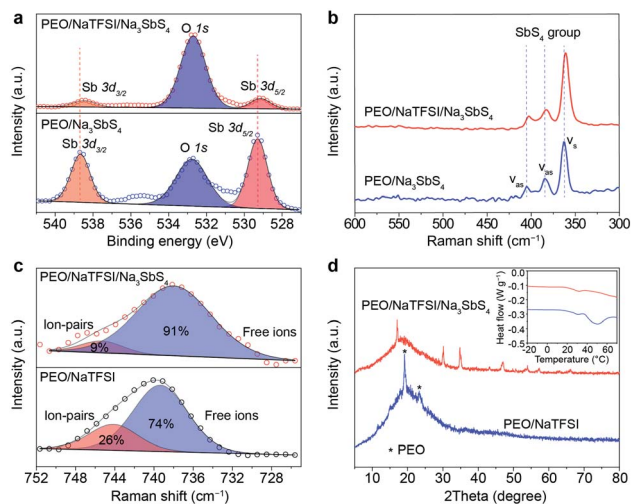 a
PEO/NaTFSI/Na₃SbS₄
O 1s
Sb 3d₃/₂
Sb 3d₅/₂
PEO/Na₃SbS₄
Sb 3d₃/₂
O 1s
Sb 3d₅/₂
Intensity (a.u.)
540 538 536 534 532 530 528
Binding energy (eV)
b
SbS₄ group
PEO/NaTFSI/Na₃SbS₄
PEO/Na₃SbS₄
νas
νas
νs
Intensity (a.u.)
600 550 500 450 400 350 300
Raman shift (cm⁻¹)
c
PEO/NaTFSI/Na₃SbS₄
Ion-pairs
91%
Free ions
9%
PEO/NaTFSI
Ion-pairs
74%
Free ions
26%
Intensity (a.u.)
752 748 744 740 736 732 728
Raman shift (cm⁻¹)
d
PEO/NaTFSI/Na₃SbS₄
Heat flow (W g⁻¹)
0.0
-0.1
-0.2
-0.3
-0.4
-0.5
-20 0 20 40 60
Temperature (°C)
*
*
PEO/NaTFSI
* PEO
Intensity (a.u.)
10 20 30 40 50 60 70 80
2Theta (degree)